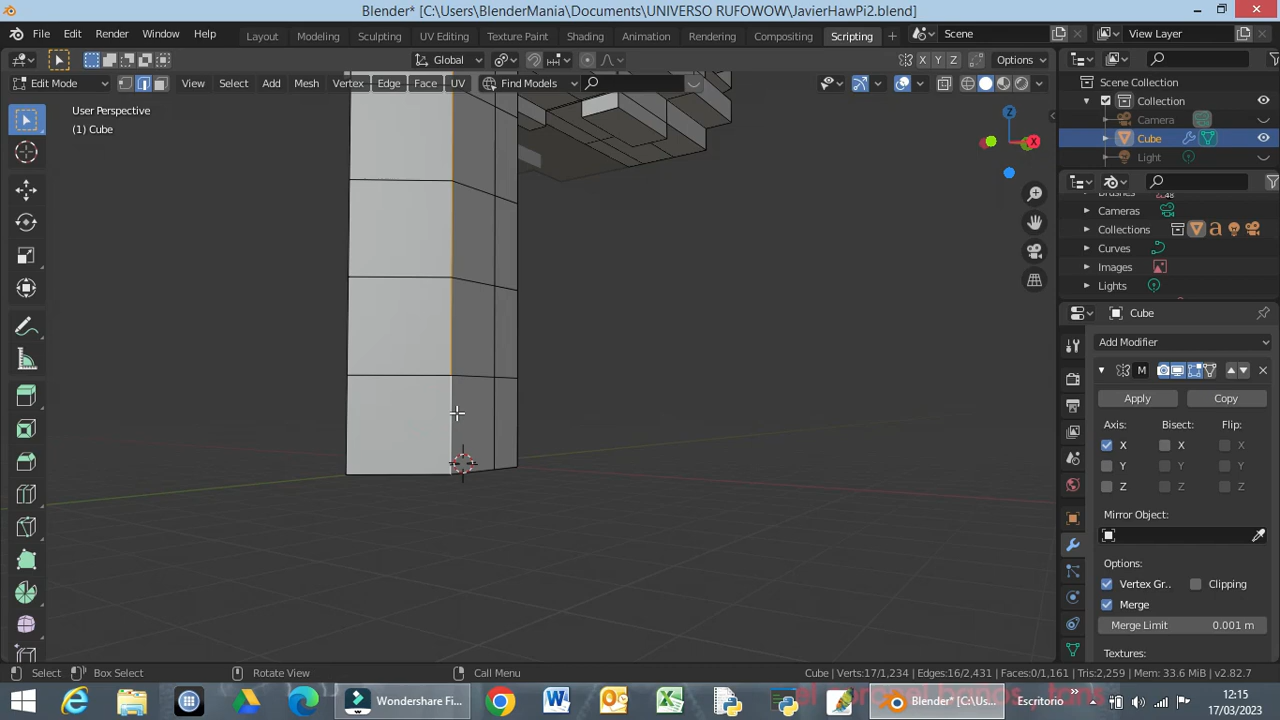 Blender* [C:\Users\BlenderMania\Documents\UNIVERSO RUFOWOW\JavierHawPi2.blend]
File Edit Render Window Help Layout Modeling Sculpting UV Editing Texture Paint Shading Animation Rendering Compositing Scripting Scene View Layer
Global X Y Z Options
Edit Mode View Select Add Mesh Vertex Edge Face UV Find Models
User Perspective
(1) Cube
Z
X
Scene Collection
Collection
Camera
Cube
Light
Cameras
Collections
Curves
Images
Lights
Cube
Add Modifier
M
Apply Copy
Axis: Bisect: Flip:
X X X
Y Y Y
Z Z Z
Mirror Object:
Options:
Vertex Gr.. Clipping
Merge
Merge Limit 0.001 m
Textures:
Select Box Select Rotate View Call Menu Cube | Verts:17/1,234 | Edges:16/2,431 | Faces:0/1,161 | Tris:2,259 | Mem: 33.6 MiB | v2.82.7
Wondershare Fi... Blender* [C:\Us... Escritorio 12:15
17/03/2023